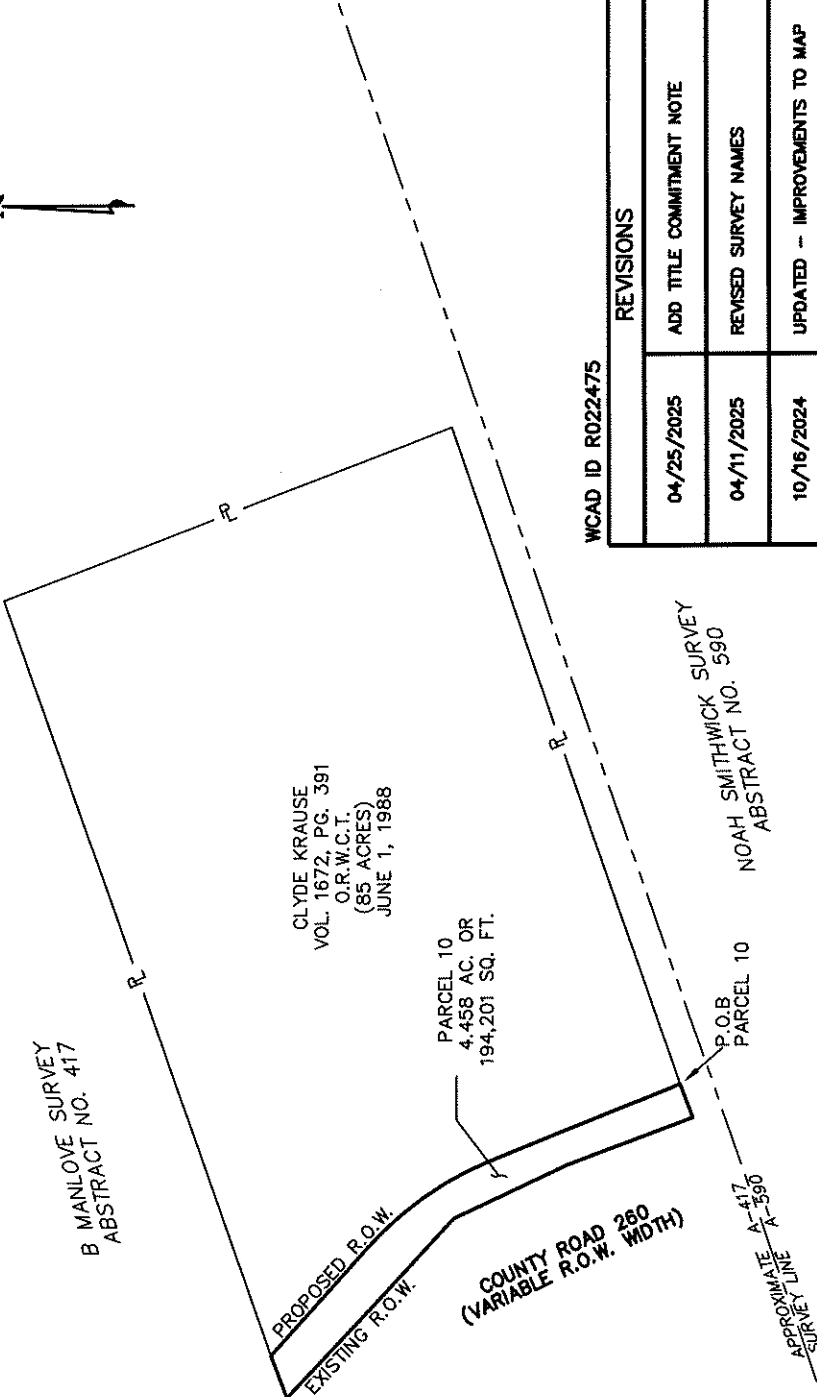 B MANLOVE SURVEY
ABSTRACT NO. 417
PL
PL
CLYDE KRAUSE
VOL. 1672, PG. 391
O.R.W.C.T.
(85 ACRES)
JUNE 1, 1988
PARCEL 10
4.458 AC. OR
194,201 SQ. FT.
PL
PROPOSED R.O.W.
EXISTING R.O.W.
COUNTY ROAD 260
(VARIABLE R.O.W. WIDTH)
P.O.B
PARCEL 10
NOAH SMITHWICK SURVEY
ABSTRACT NO. 590
APPROXIMATE A-417
SURVEY LINE A-590
WCAD ID R022475
REVISIONS
04/25/2025 ADD TITLE COMMITMENT NOTE
04/11/2025 REVISED SURVEY NAMES
10/16/2024 UPDATED - IMPROVEMENTS TO MAP